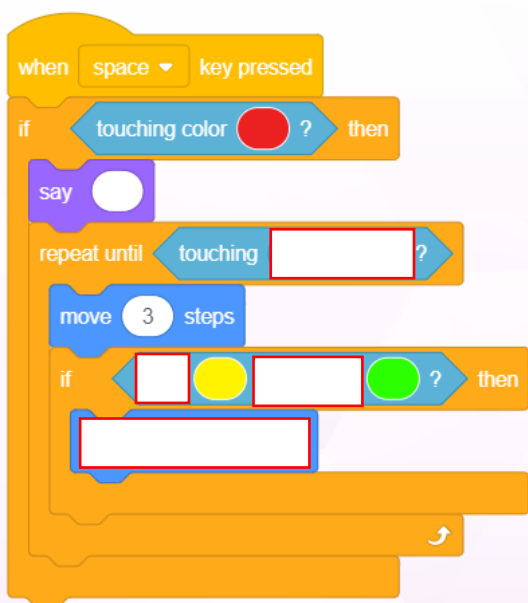 when space key pressed
if touching color ? then
say
repeat until touching ?
move 3 steps
if ? then